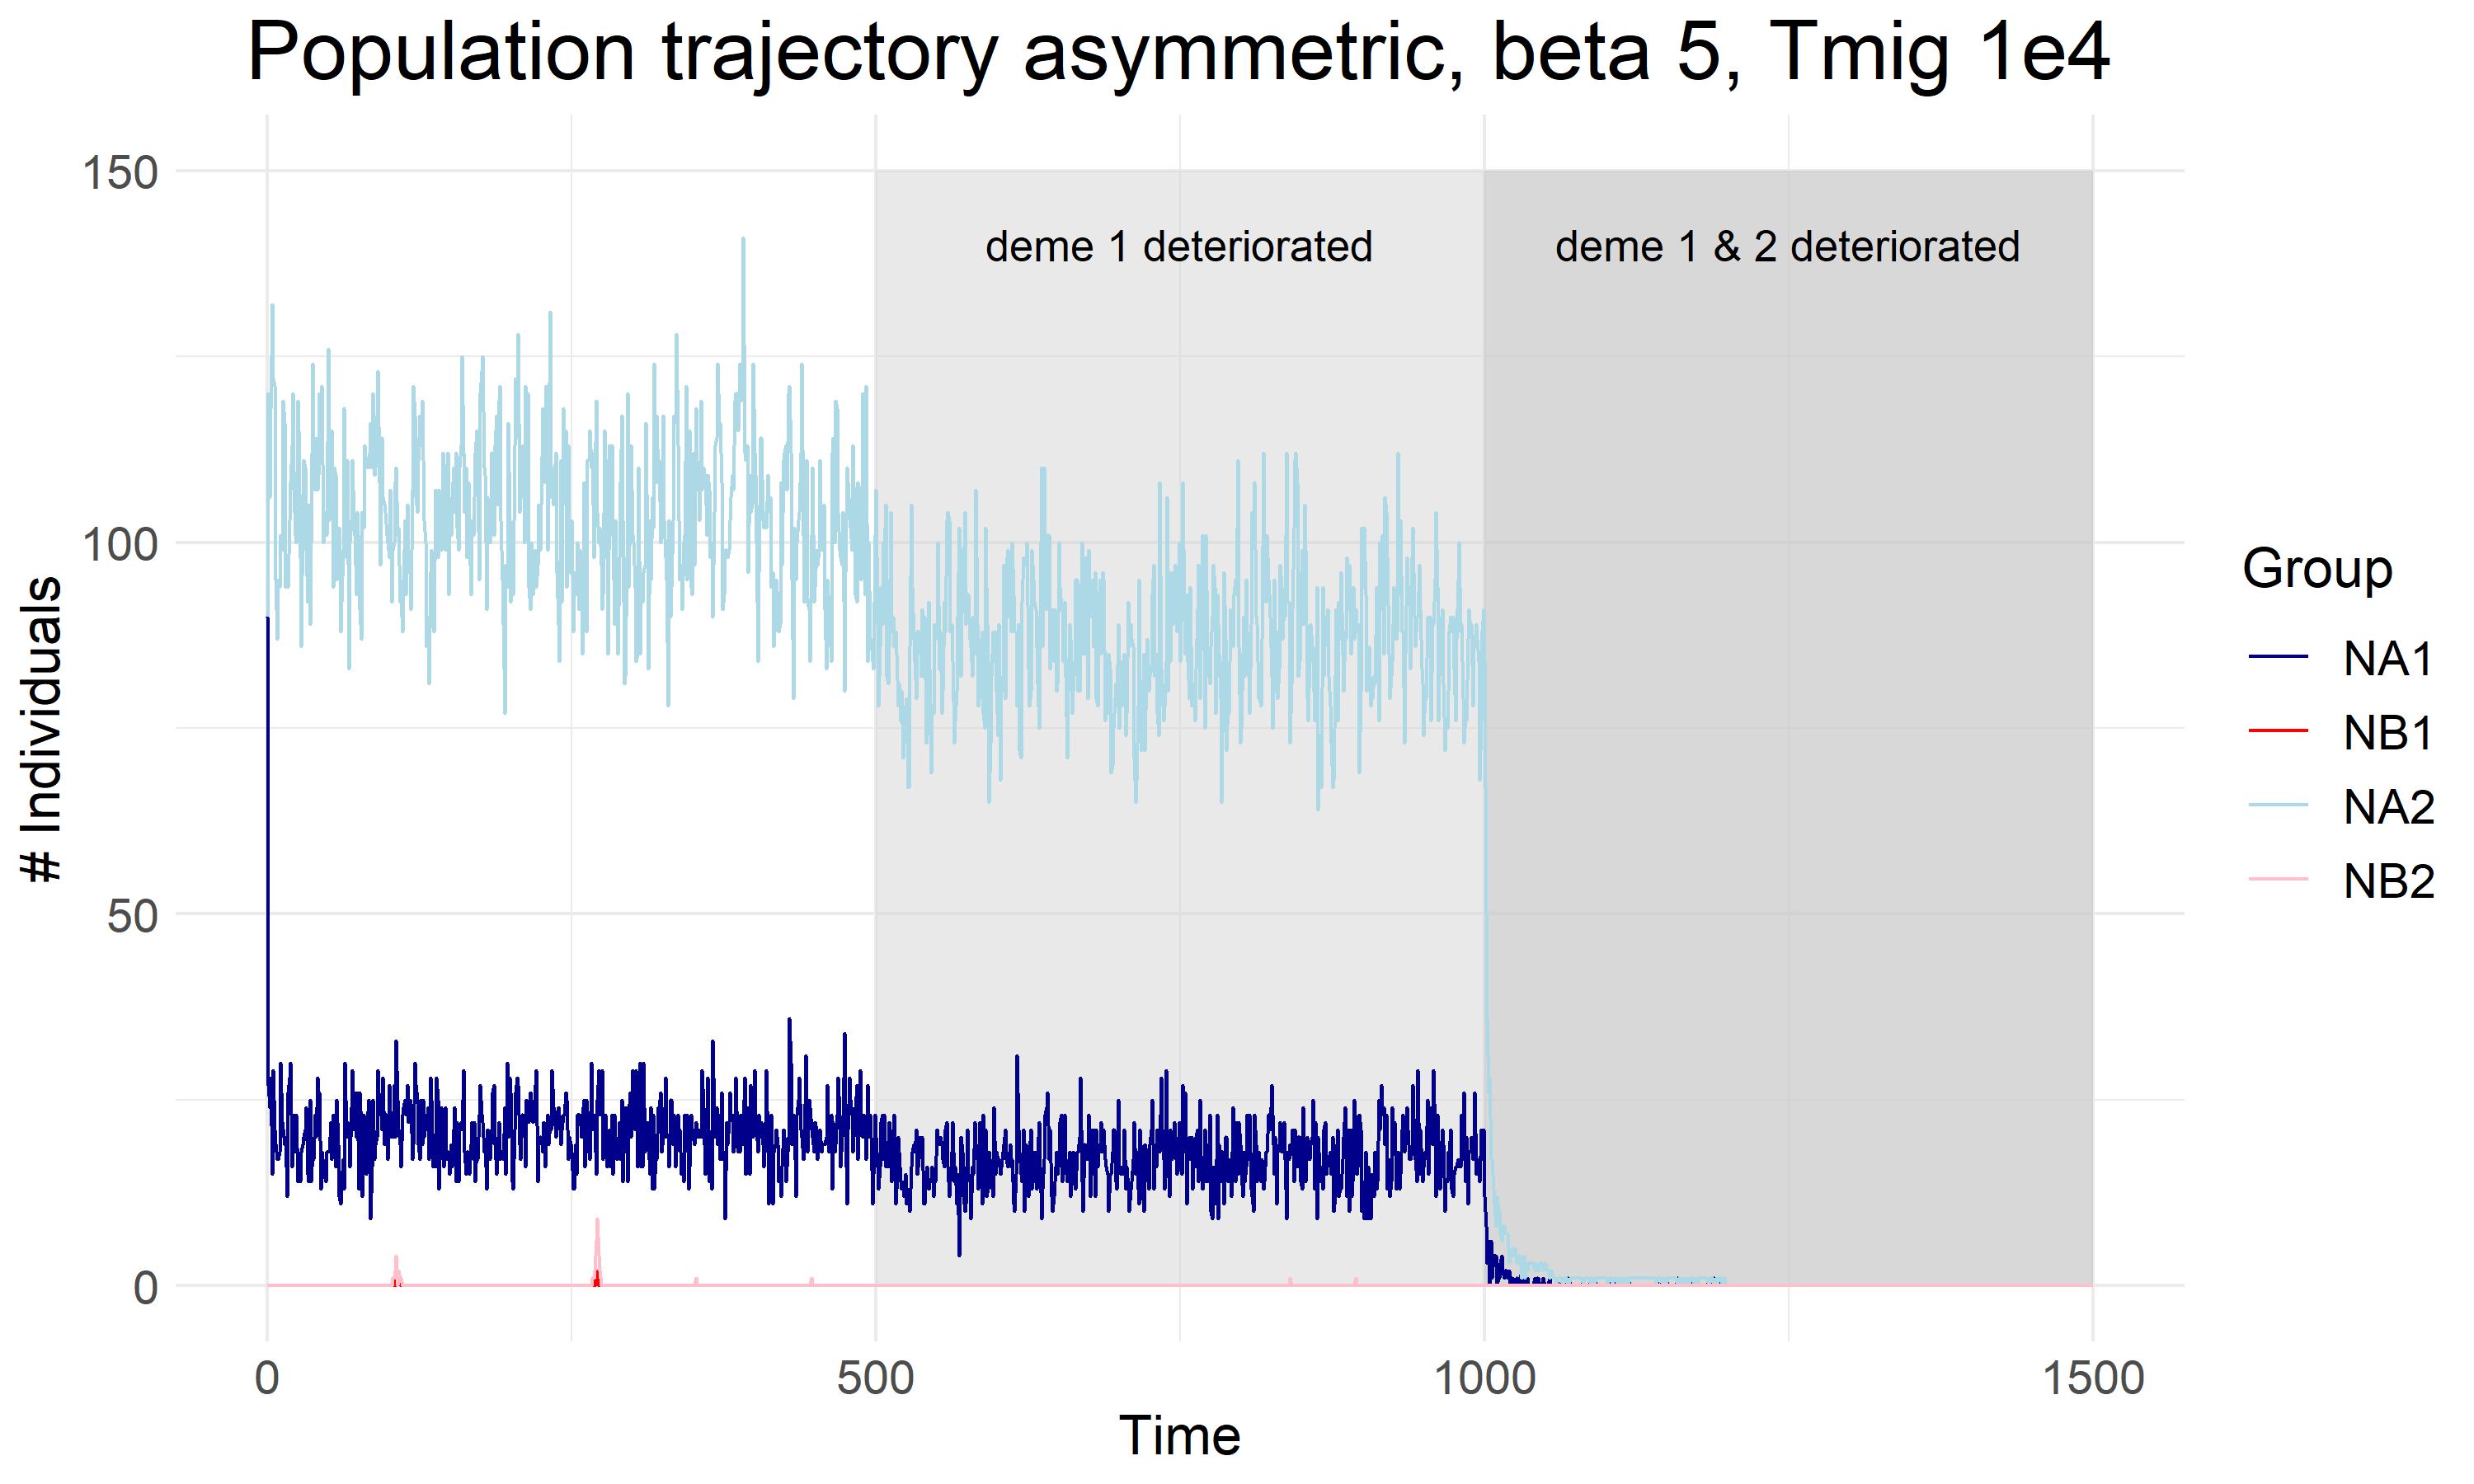 Population trajectory asymmetric, beta 5, Tmig 1e4
150
100
50
0
# Individuals
deme 1 deteriorated
deme 1 & 2 deteriorated
0
500
1000
1500
Time
Group
NA1
NB1
NA2
NB2